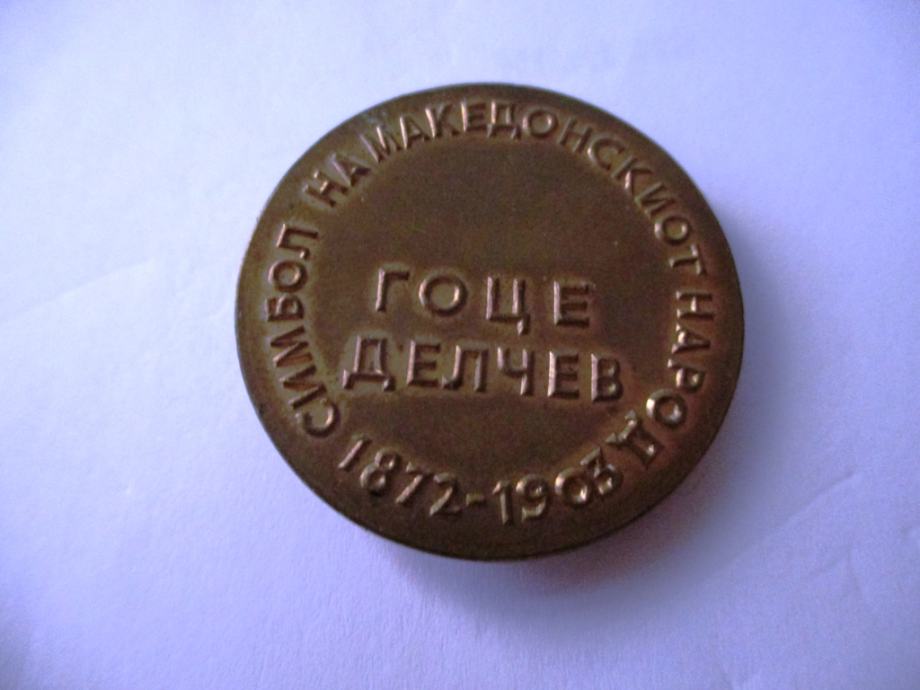 СИМБОЛ НА МАКЕДОНСКИОТ НАРОД
ГОЦЕ
ДЕЛЧЕВ
1872-1903